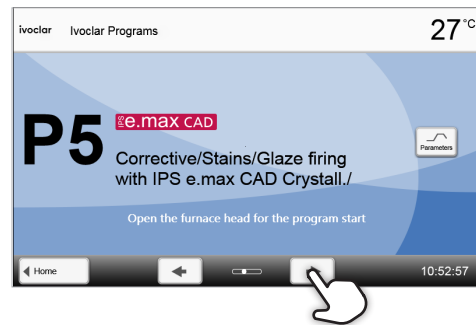 ivoclar Ivoclar Programs 27°C
P5
IPS e.max CAD
Corrective/Stains/Glaze firing
with IPS e.max CAD Crystall./
Parameters
Open the furnace head for the program start
Home 10:52:57